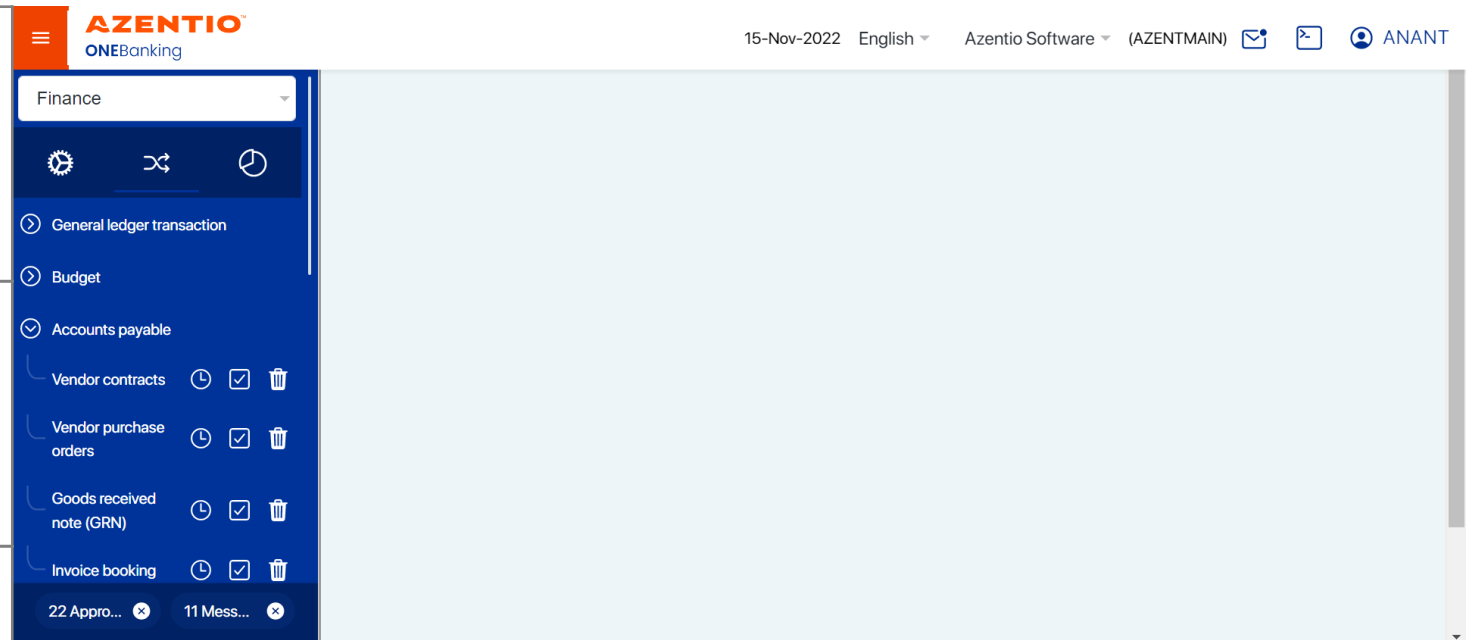 AZENTIO™
ONEBanking
15-Nov-2022 English Azentio Software (AZENTMAIN) ANANT
Finance
General ledger transaction
Budget
Accounts payable
Vendor contracts
Vendor purchase
orders
Goods received
note (GRN)
Invoice booking
22 Appro... 11 Mess...